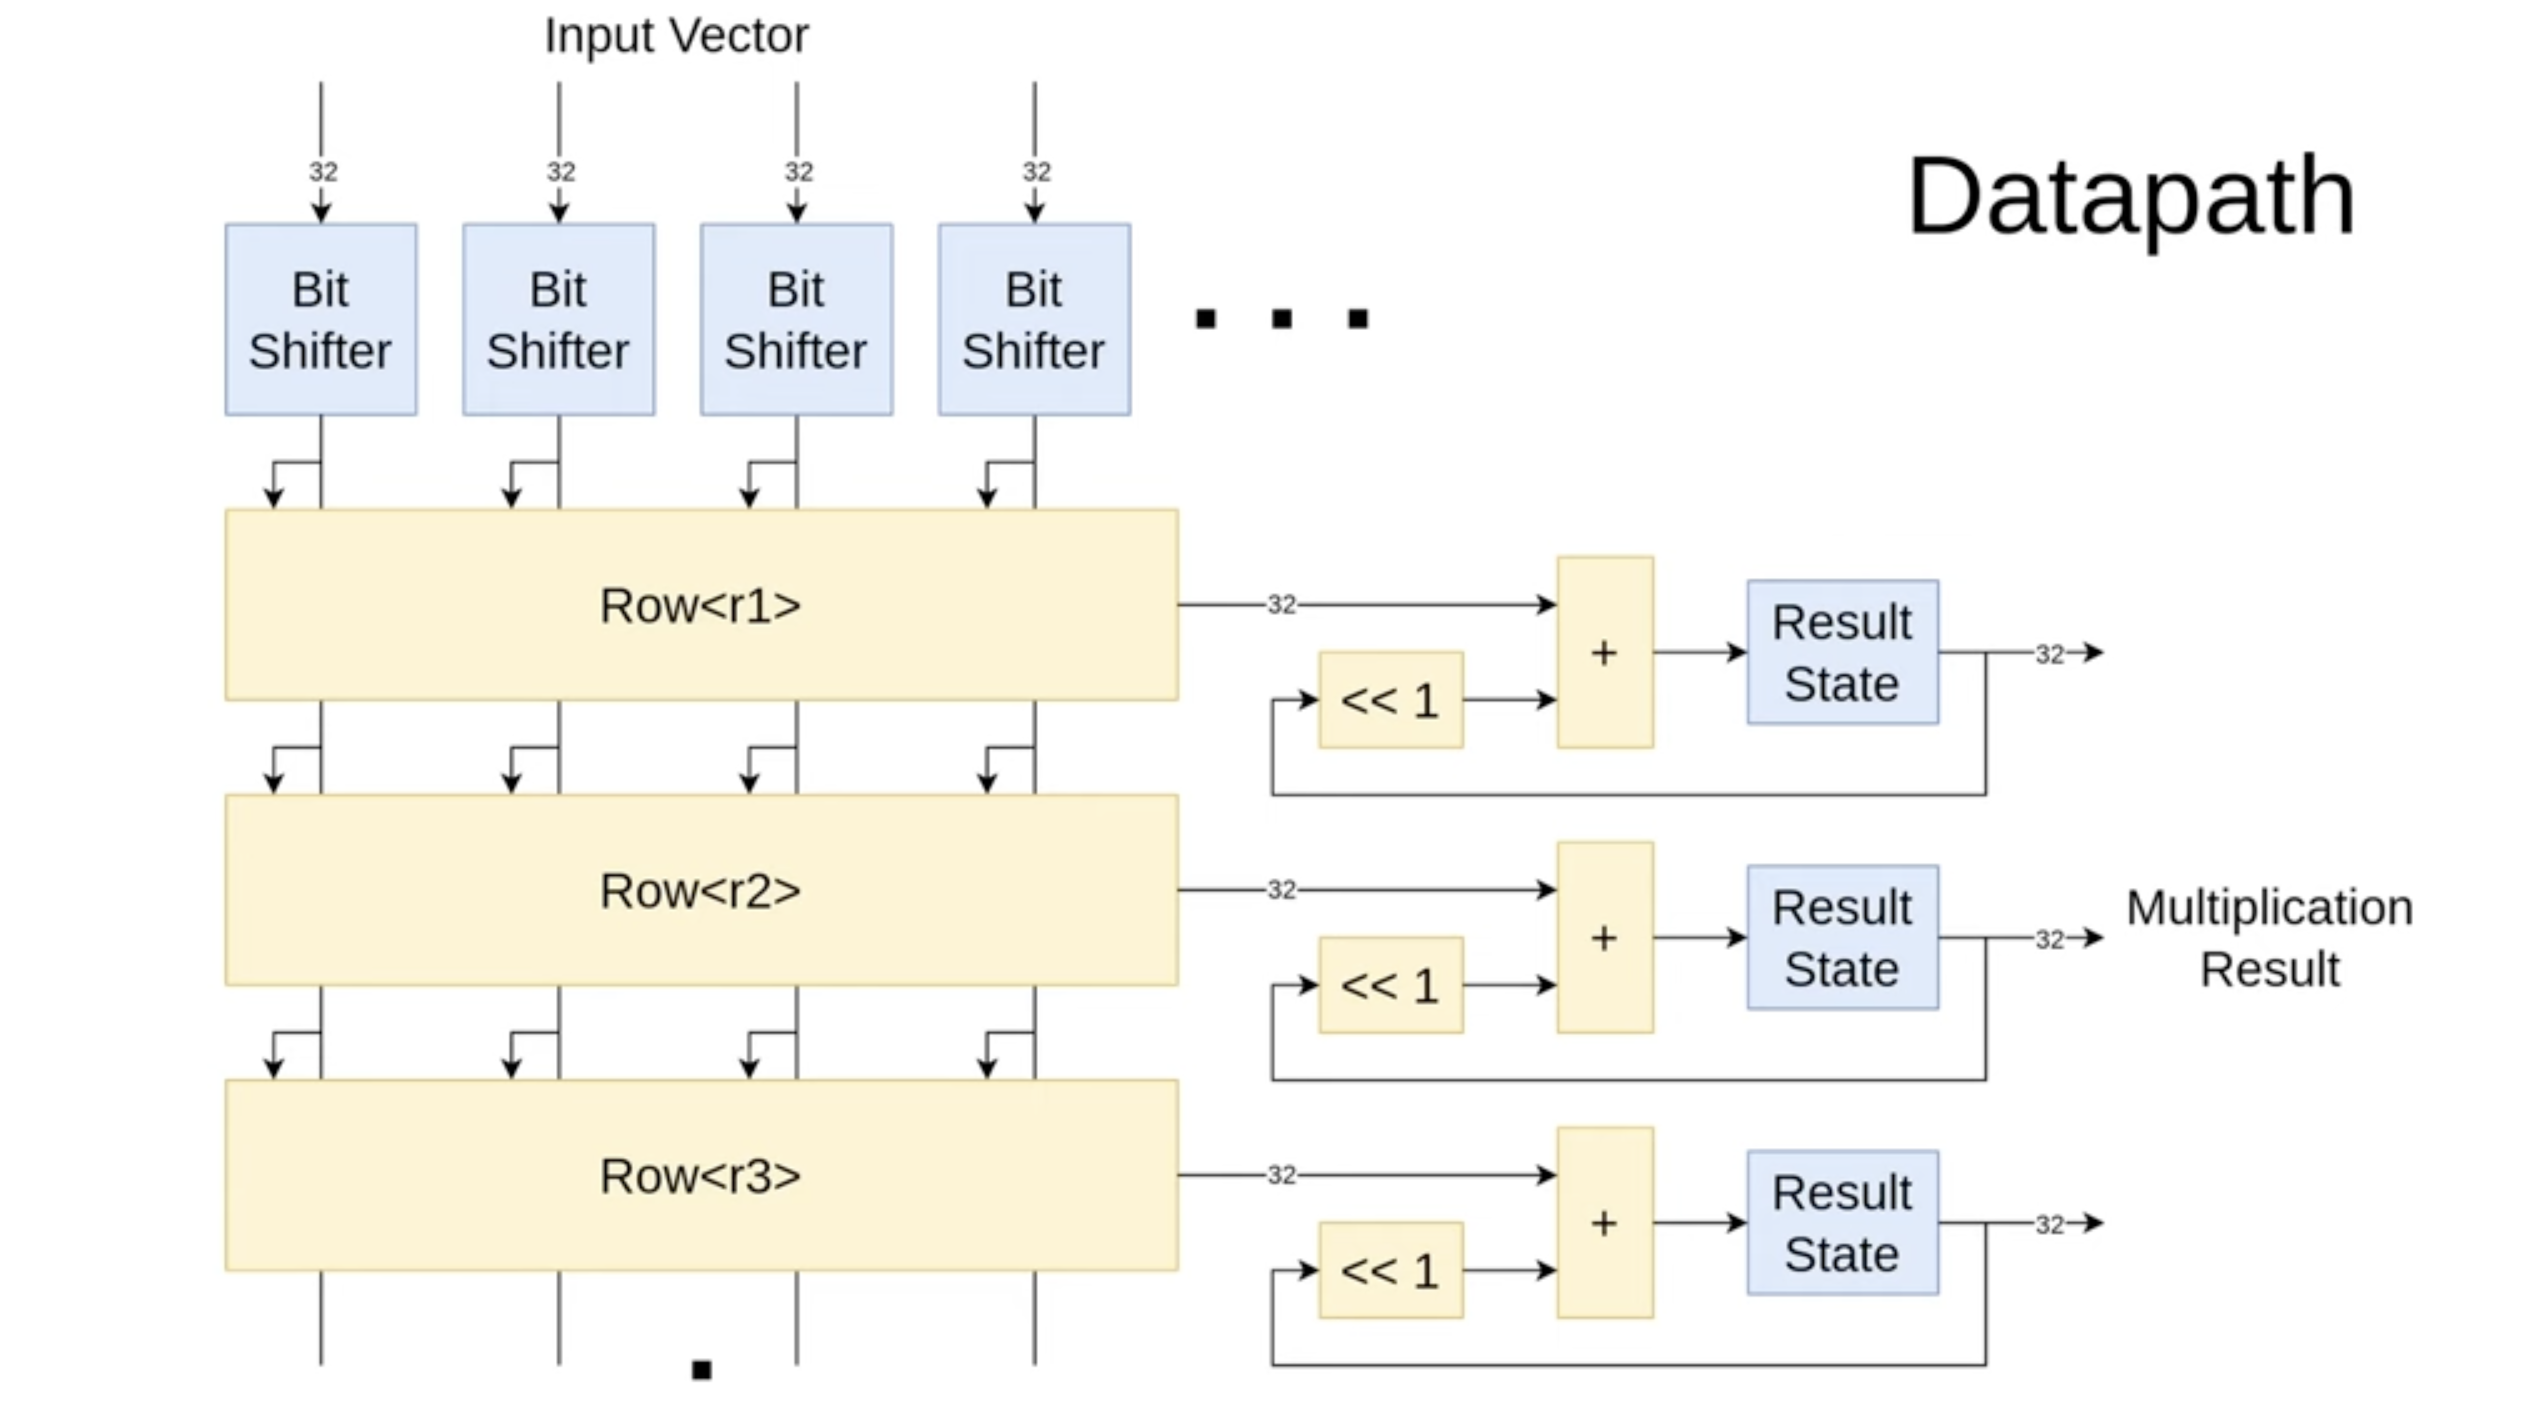 Input Vector
Datapath
32
32
32
32
Bit
Shifter
Bit
Shifter
Bit
Shifter
Bit
Shifter
Row<r1>
32
<< 1
+
Result
State
32
Row<r2>
32
<< 1
+
Result
State
32
Multiplication
Result
Row<r3>
32
<< 1
+
Result
State
32